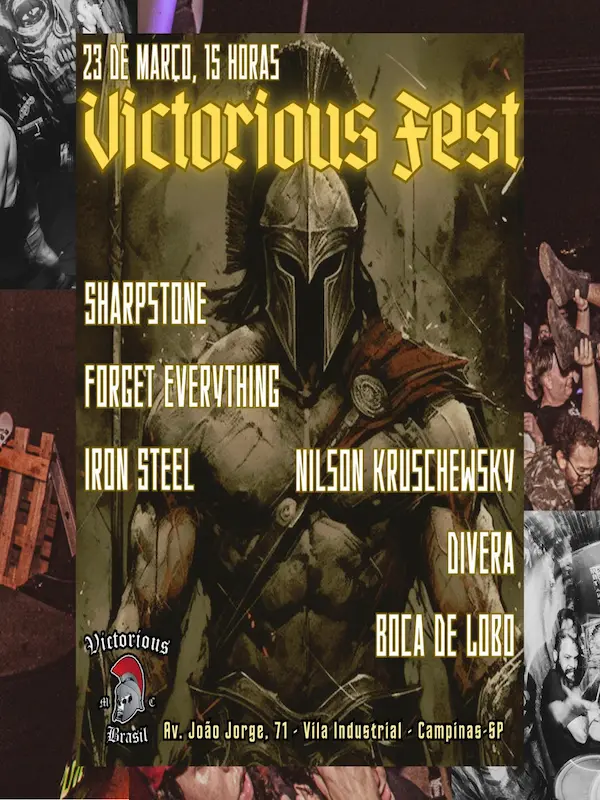 23 DE MARÇO, 15 HORAS
Victorious Fest
SHARPSTONE
FORGET EVERYTHING
IRON STEEL
NILSON KRUSCHEWSKY
DIVERA
BOCA DE LOBO
Victorious
M C
Brasil
Av. João Jorge, 71 - Vila Industrial - Campinas-SP